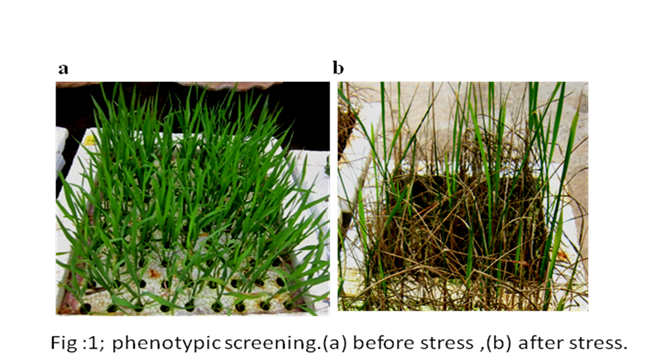 a b
Fig :1; phenotypic screening.(a) before stress ,(b) after stress.